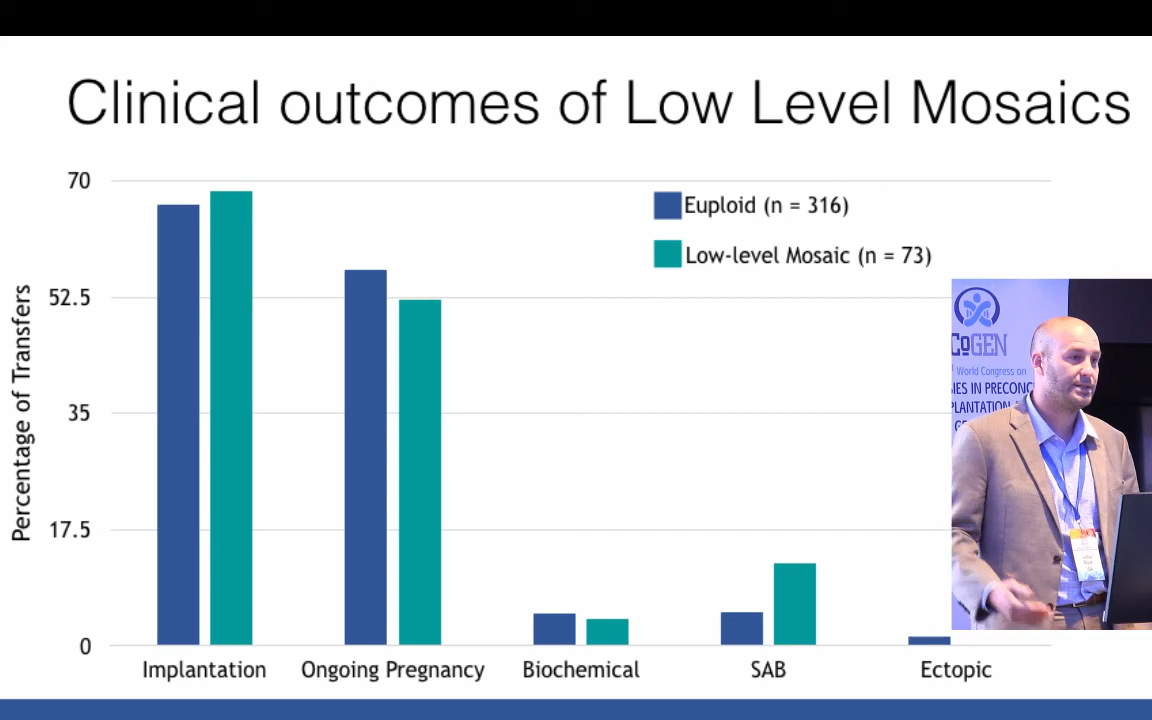 Clinical outcomes of Low Level Mosaics
70
52.5
35
17.5
0
Percentage of Transfers
Euploid (n = 316)
Low-level Mosaic (n = 73)
Implantation
Ongoing Pregnancy
Biochemical
SAB
Ectopic
CoGEN
World Congress on
IES IN PRECONC
PLANTATION